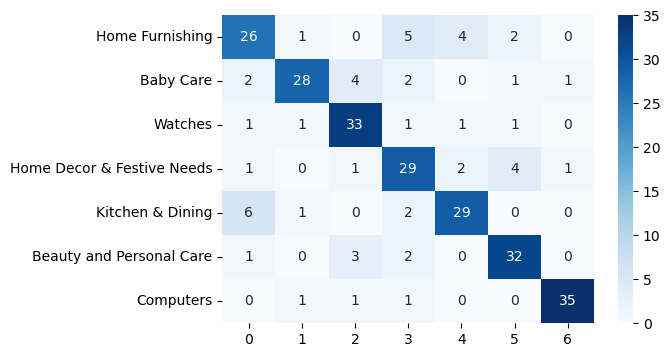 Home Furnishing 26 1 0 5 4 2 0
Baby Care 2 28 4 2 0 1 1
Watches 1 1 33 1 1 1 0
Home Decor & Festive Needs 1 0 1 29 2 4 1
Kitchen & Dining 6 1 0 2 29 0 0
Beauty and Personal Care 1 0 3 2 0 32 0
Computers 0 1 1 1 0 0 35
0 1 2 3 4 5 6
35
30
25
20
15
10
5
0